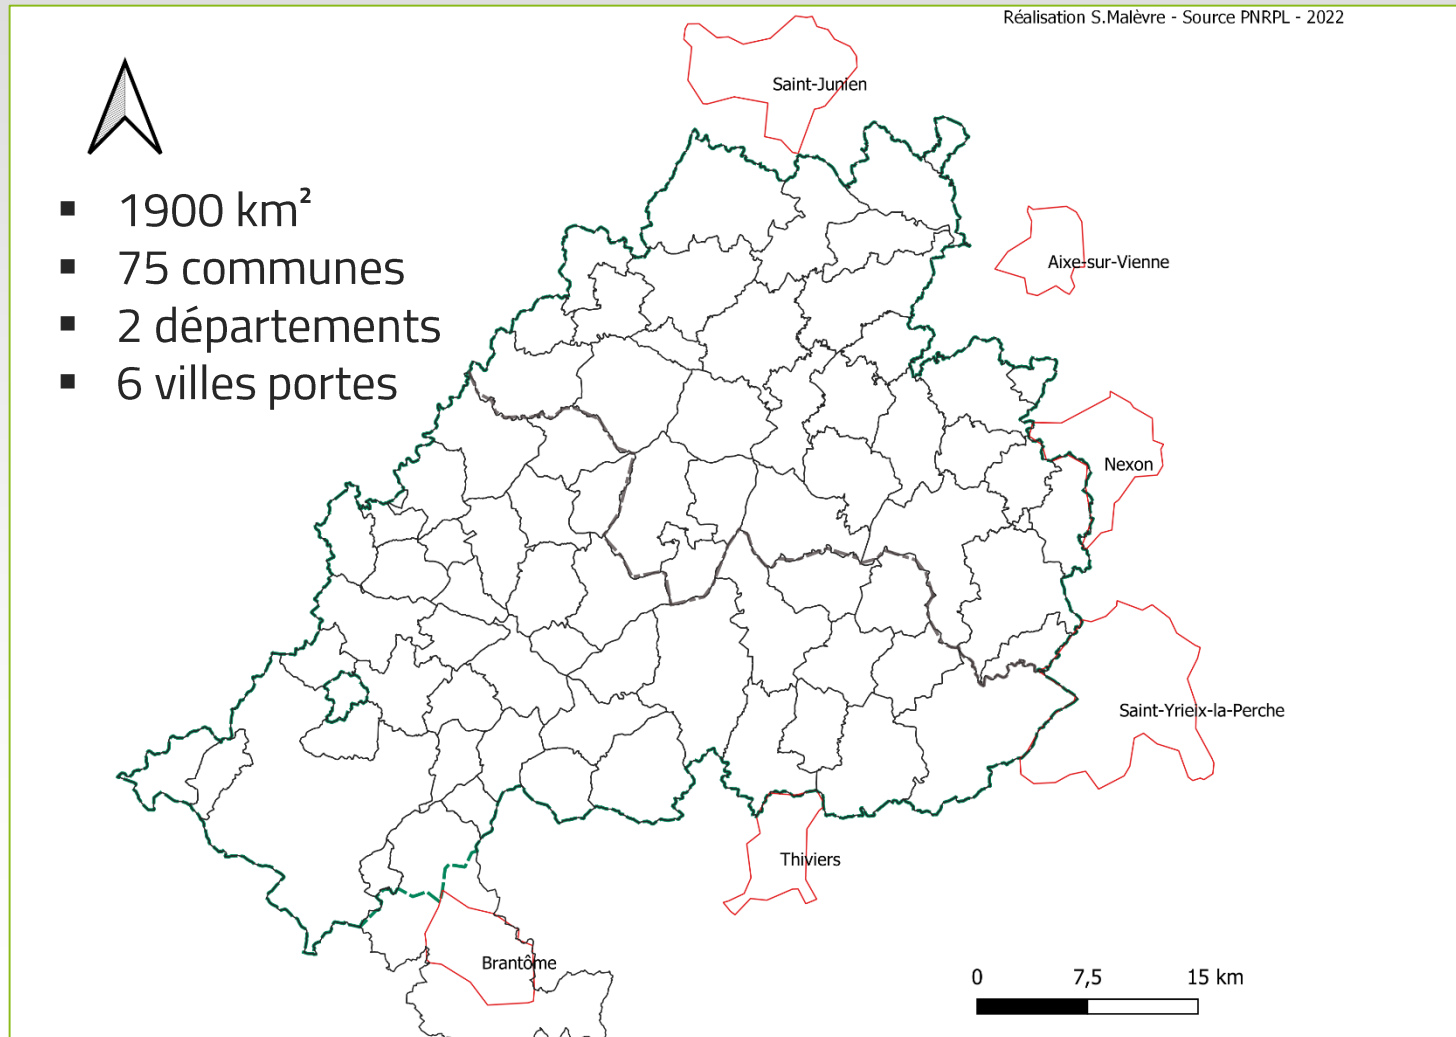 Réalisation S.Malèvre - Source PNRPL - 2022
Saint-Junien
▪ 1900 km²
▪ 75 communes
▪ 2 départements
▪ 6 villes portes
Aixe-sur-Vienne
Nexon
Saint-Yrieix-la-Perche
Thiviers
Brantôme
0 7,5 15 km